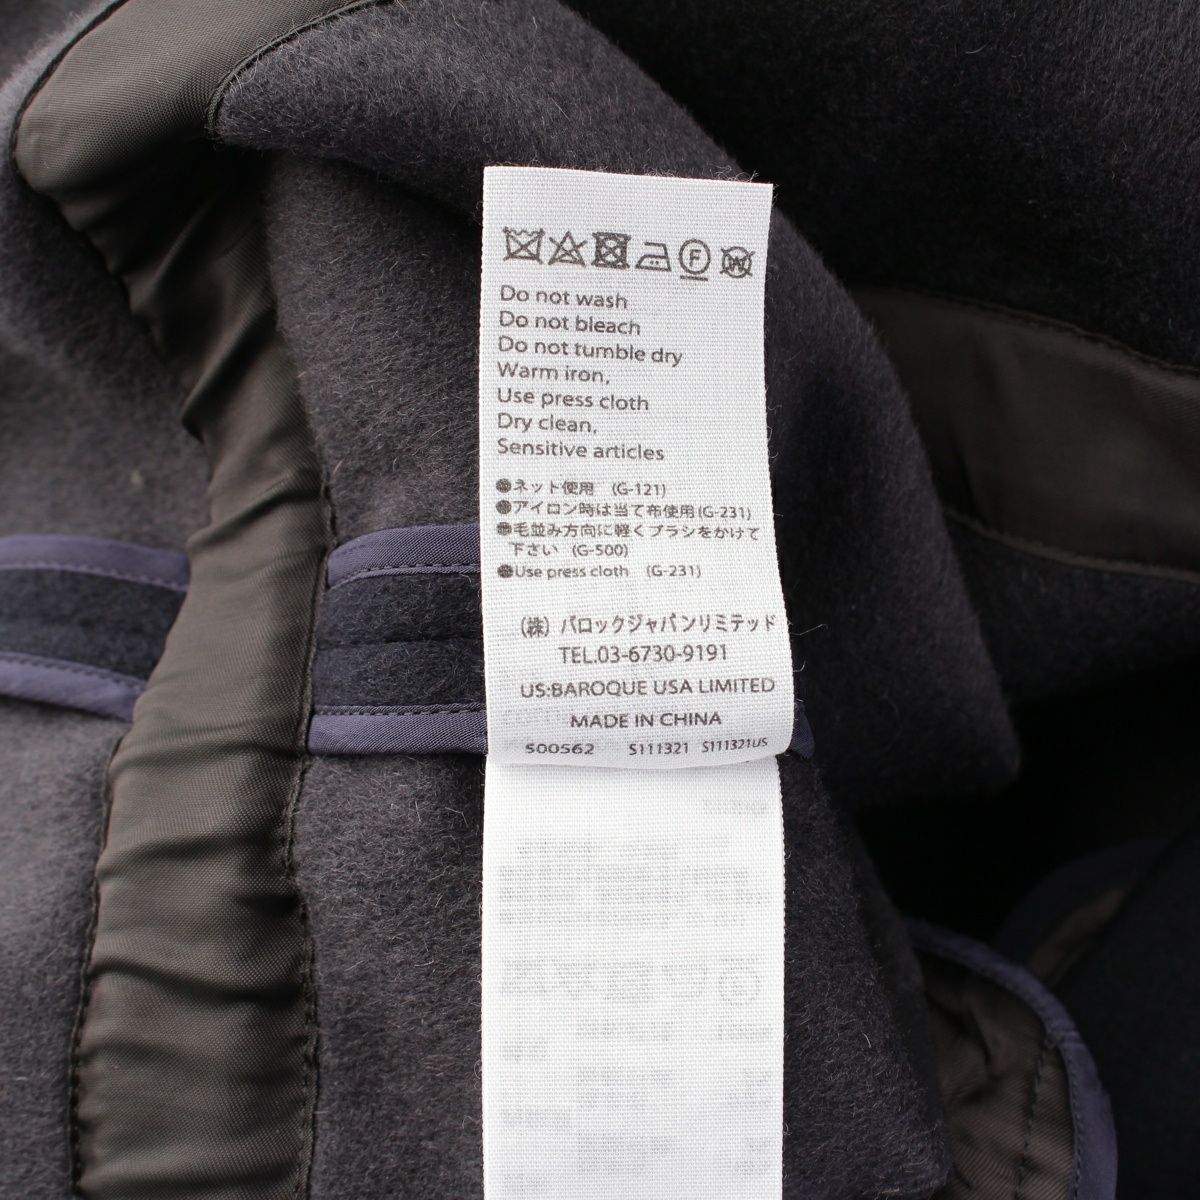 F W
Do not wash
Do not bleach
Do not tumble dry
Warm iron,
Use press cloth
Dry clean,
Sensitive articles
●ネット使用 (G-121)
●アイロン時は当て布使用(G-231)
●毛並み方向に軽くブラシをかけて
下さい (G-500)
●Use press cloth (G-231)
(株) バロックジャパンリミテッド
TEL.03-6730-9191
US:BAROQUE USA LIMITED
MADE IN CHINA
500562 S111321 S111321US